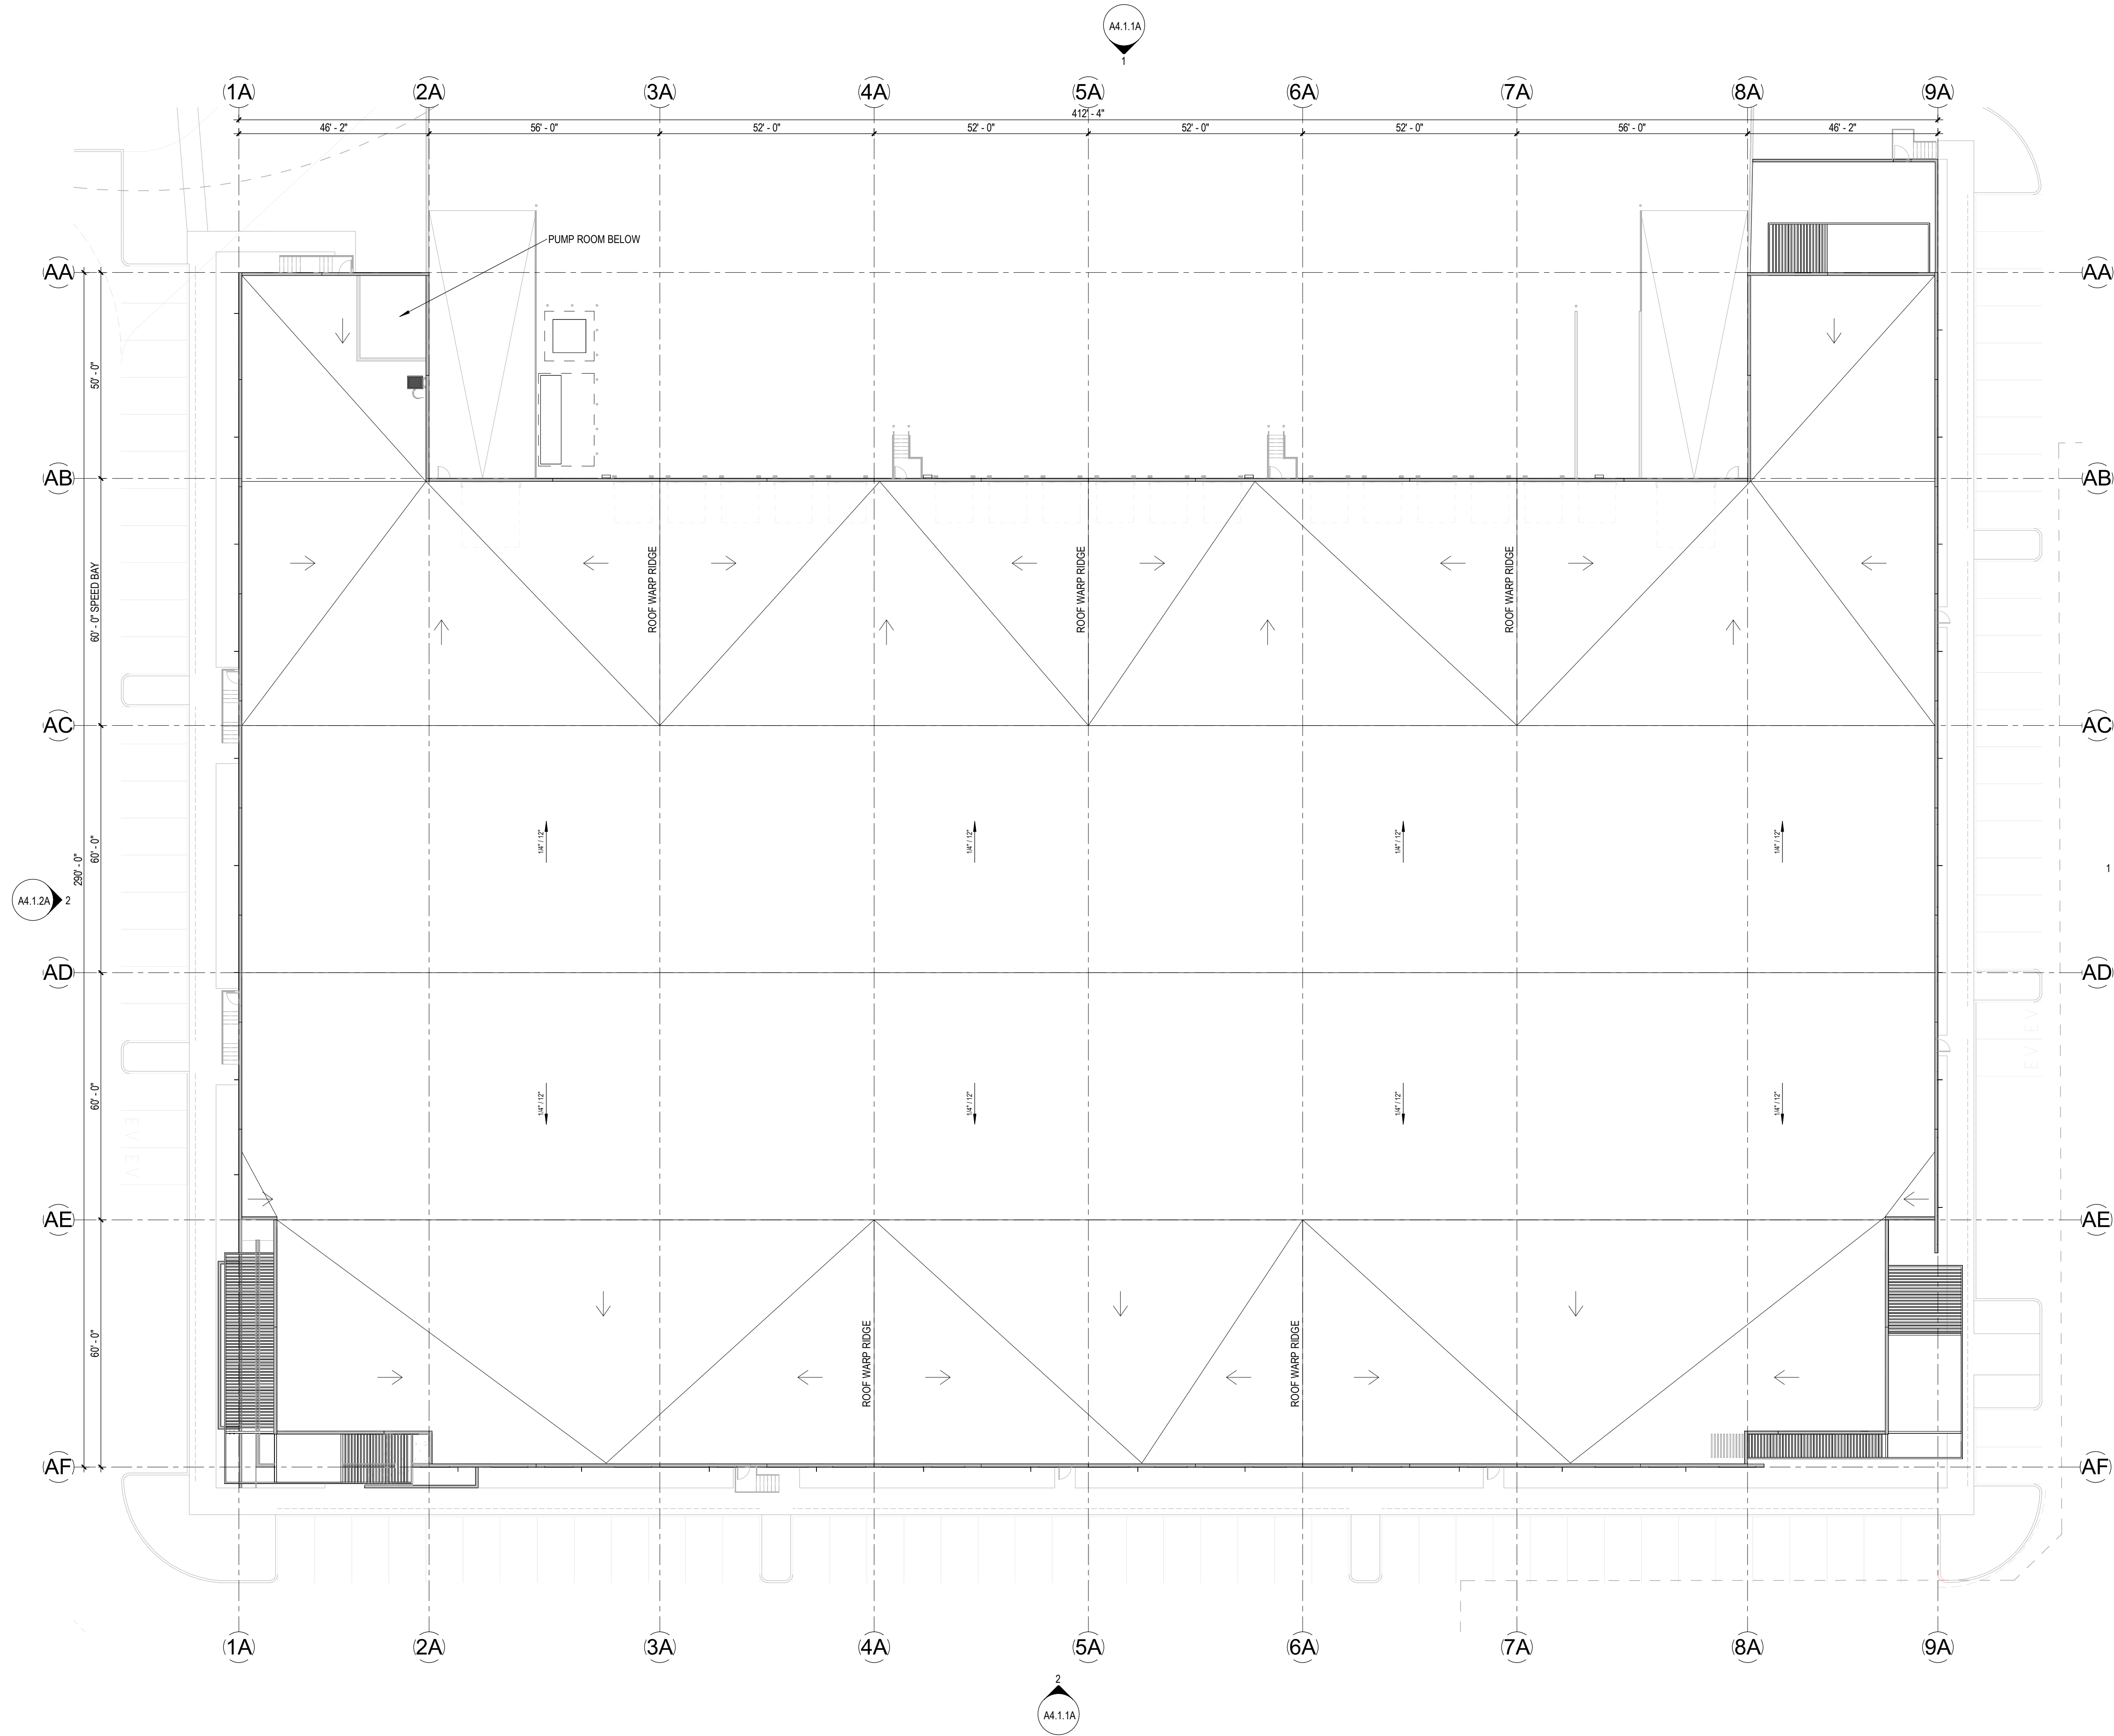 A4.1.1A
1
1A 2A 3A 4A 5A 6A 7A 8A 9A
412' - 4"
46' - 2" 56' - 0" 52' - 0" 52' - 0" 52' - 0" 52' - 0" 56' - 0" 46' - 2"
PUMP ROOM BELOW
AA AA
50' - 0"
AB AB
60' - 0" SPEED BAY
ROOF WARP RIDGE
ROOF WARP RIDGE
ROOF WARP RIDGE
AC AC
60' - 0"
1/4" / 12" 1/4" / 12" 1/4" / 12" 1/4" / 12"
290' - 0"
1
A4.1.2A 2
AD AD
EV EV
60' - 0"
1/4" / 12" 1/4" / 12" 1/4" / 12" 1/4" / 12"
EV EV
AE AE
60' - 0"
ROOF WARP RIDGE
ROOF WARP RIDGE
AF AF
1A 2A 3A 4A 5A 6A 7A 8A 9A
2
A4.1.1A